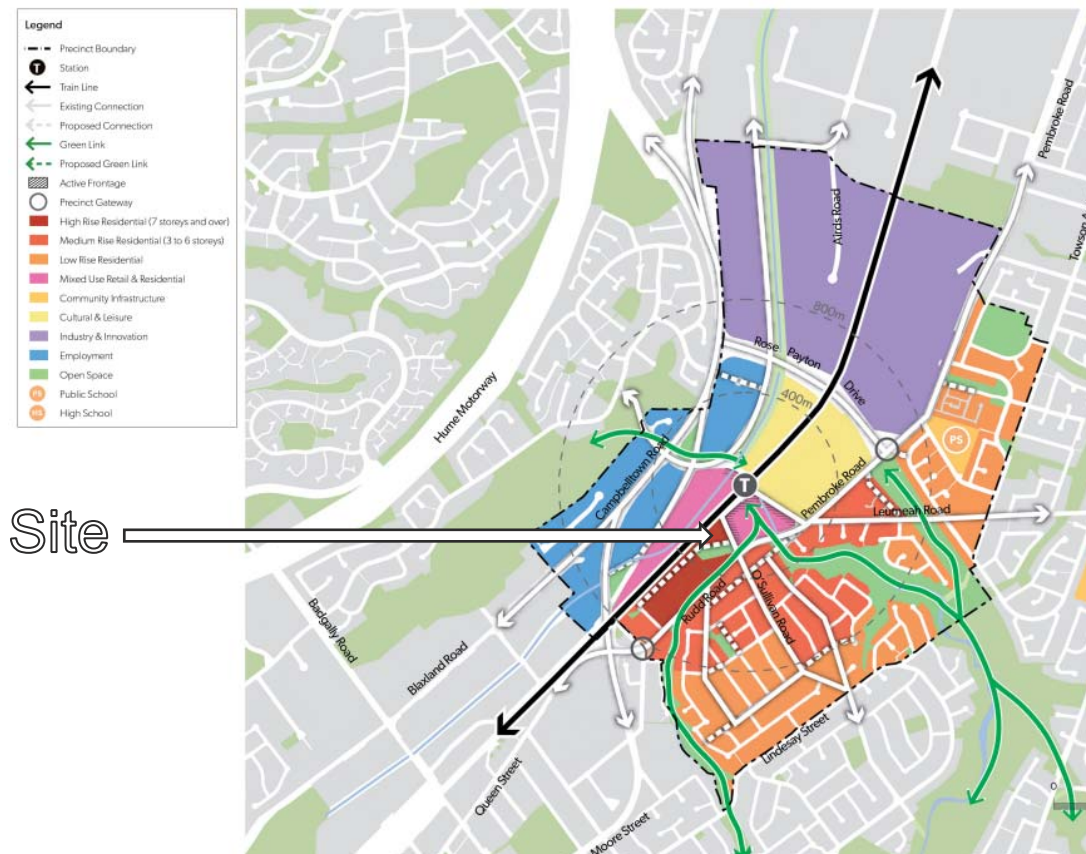 Legend
Precinct Boundary
T Station
Train Line
Existing Connection
Proposed Connection
Green Link
Proposed Green Link
Active Frontage
Precinct Gateway
High Rise Residential (7 storeys and over)
Medium Rise Residential (3 to 6 storeys)
Low Rise Residential
Mixed Use Retail & Residential
Community Infrastructure
Cultural & Leisure
Industry & Innovation
Employment
Open Space
PS Public School
HS High School
Pembroke Road
Airds Road
Towson
800m
Rose Payton Drive
Hume Motorway
400m
PS
Campbelltown Road
T
Pembroke Road
Leumeah Road
Site
Rudd Road
O'Sullivan Road
Badgally Road
Blaxland Road
Lindesay Street
Queen Street
Moore Street
0